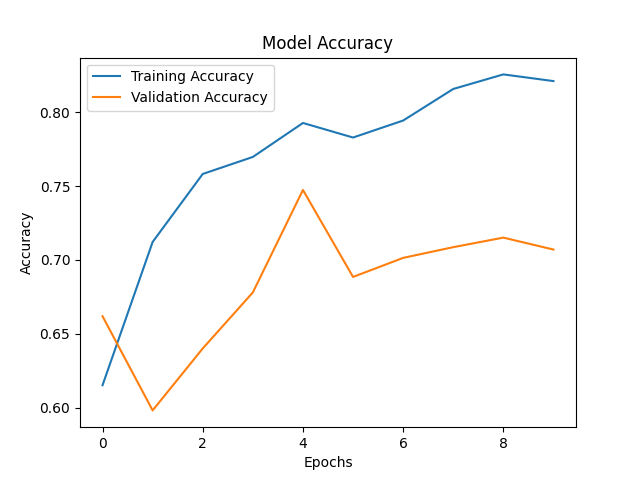 Model Accuracy
Training Accuracy
Validation Accuracy
0.80
0.75
0.70
0.65
0.60
Accuracy
0 2 4 6 8
Epochs